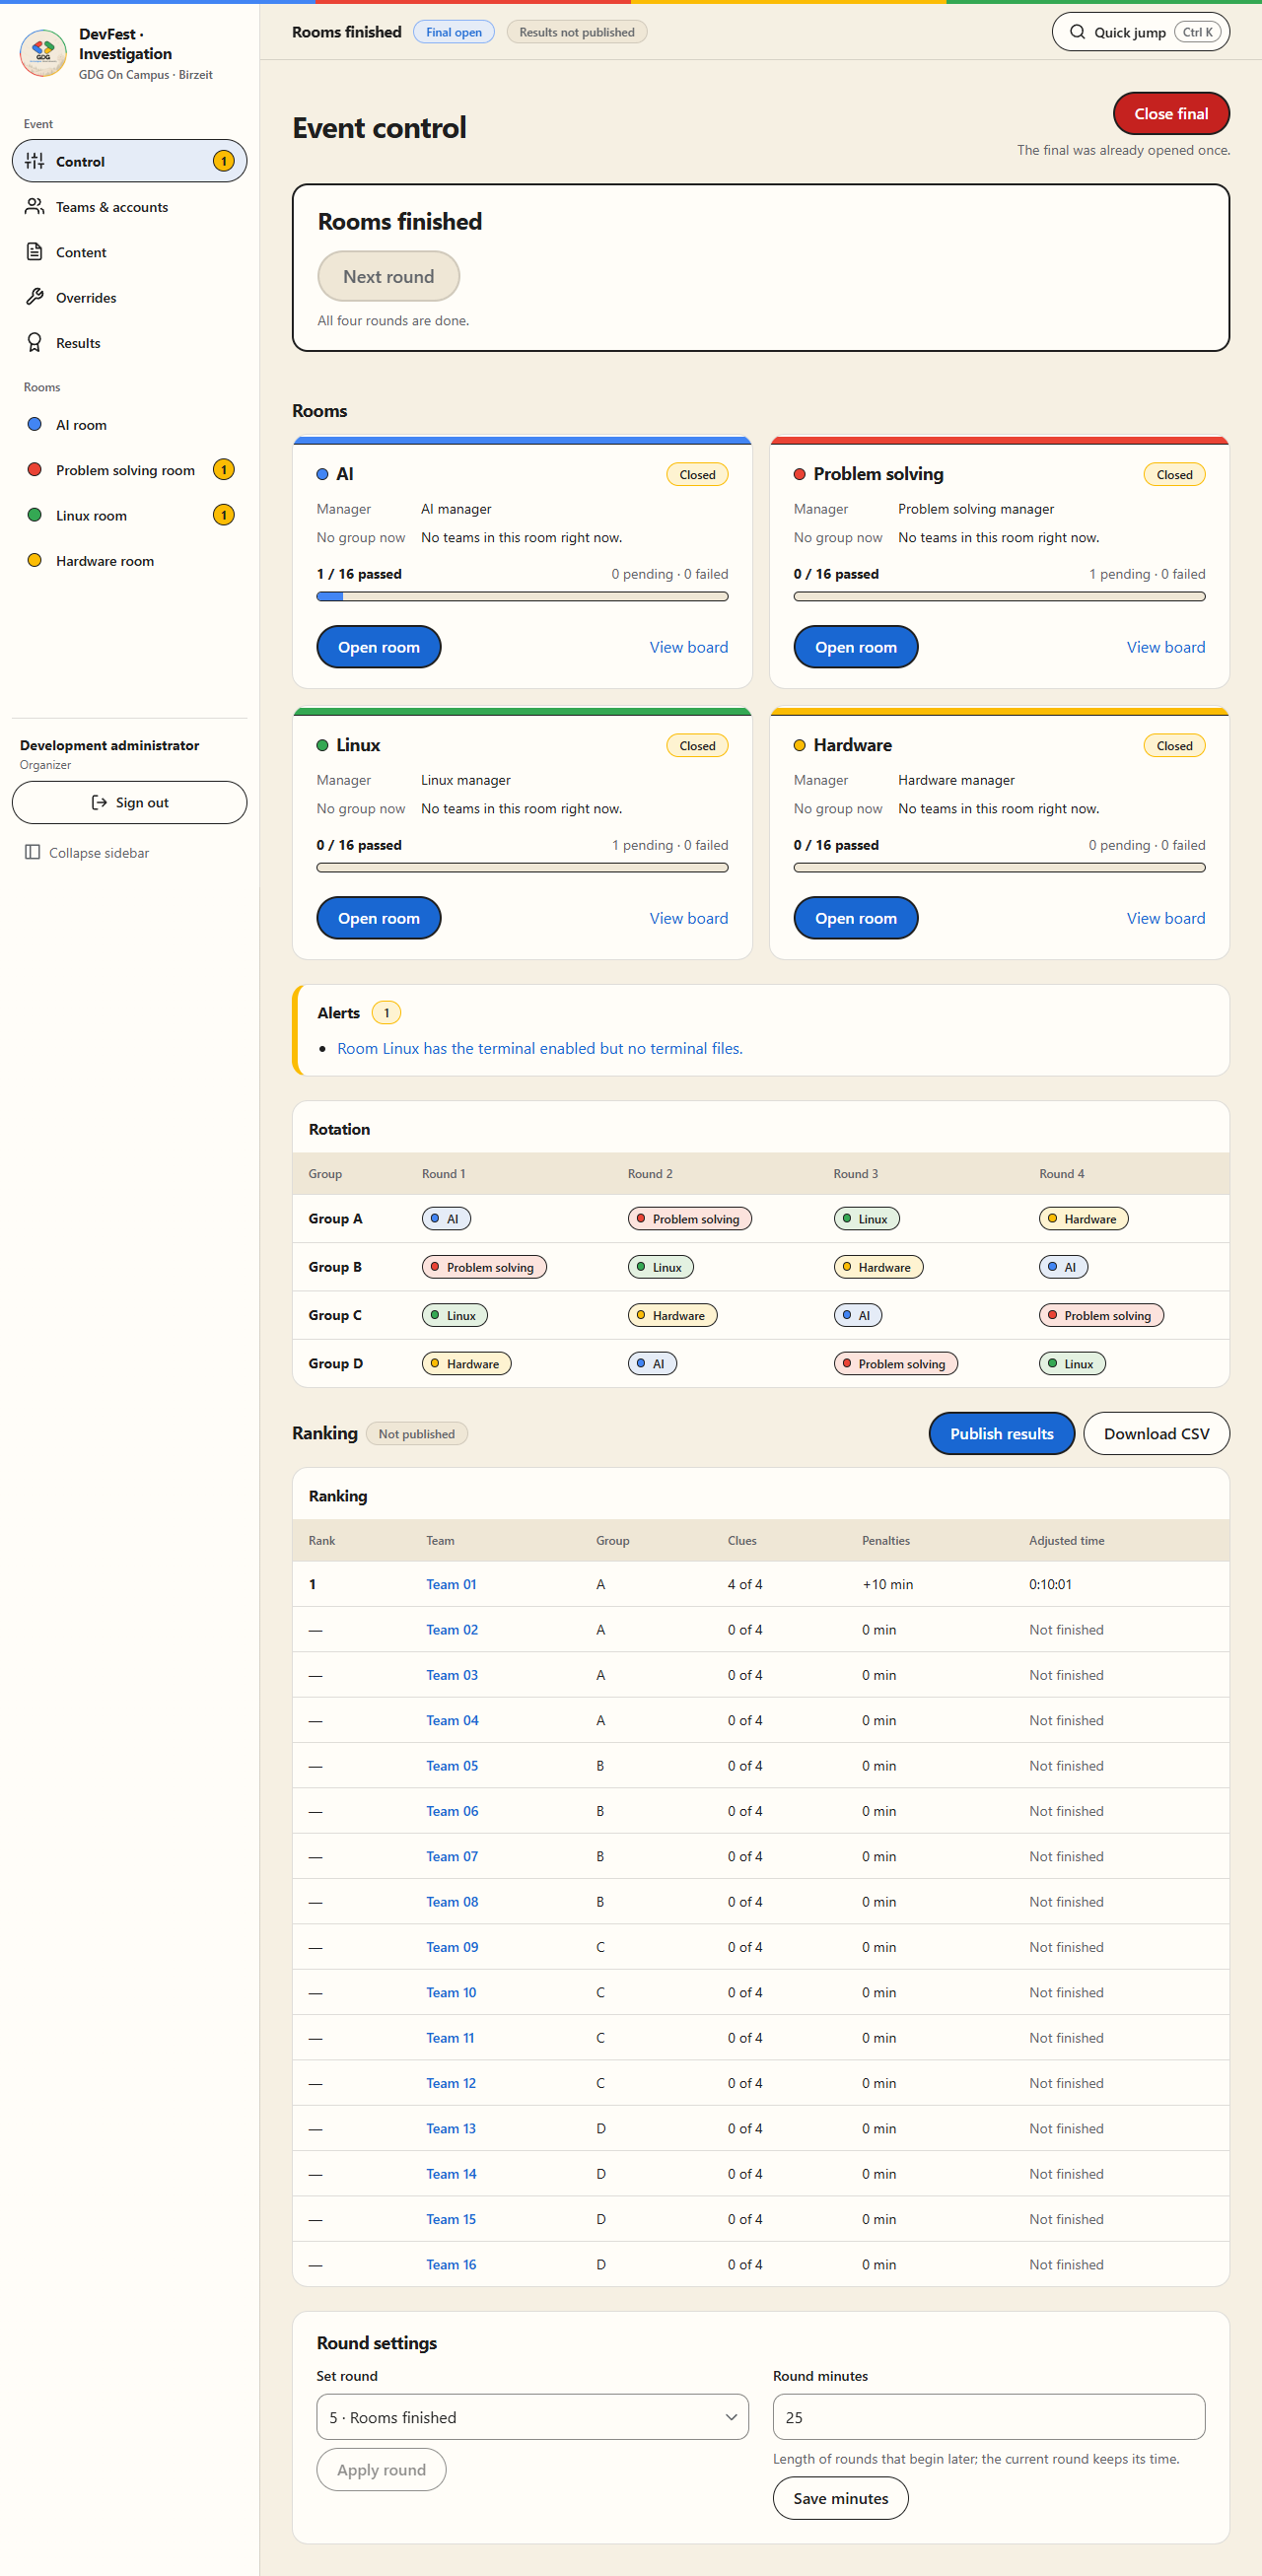 DevFest ·
Investigation
GDG On Campus · Birzeit
Event
Control 1
Teams & accounts
Content
Overrides
Results
Rooms
AI room
Problem solving room 1
Linux room 1
Hardware room
Development administrator
Organizer
Sign out
Collapse sidebar
Rooms finished Final open Results not published Quick jump Ctrl K
Event control
Close final
The final was already opened once.
Rooms finished
Next round
All four rounds are done.
Rooms
AI Closed
Manager AI manager
No group now No teams in this room right now.
1 / 16 passed 0 pending · 0 failed
Open room View board
Problem solving Closed
Manager Problem solving manager
No group now No teams in this room right now.
0 / 16 passed 1 pending · 0 failed
Open room View board
Linux Closed
Manager Linux manager
No group now No teams in this room right now.
0 / 16 passed 1 pending · 0 failed
Open room View board
Hardware Closed
Manager Hardware manager
No group now No teams in this room right now.
0 / 16 passed 0 pending · 0 failed
Open room View board
Alerts 1
Room Linux has the terminal enabled but no terminal files.
Rotation
Group Round 1 Round 2 Round 3 Round 4
Group A AI Problem solving Linux Hardware
Group B Problem solving Linux Hardware AI
Group C Linux Hardware AI Problem solving
Group D Hardware AI Problem solving Linux
Ranking Not published Publish results Download CSV
Ranking
Rank Team Group Clues Penalties Adjusted time
1 Team 01 A 4 of 4 +10 min 0:10:01
— Team 02 A 0 of 4 0 min Not finished
— Team 03 A 0 of 4 0 min Not finished
— Team 04 A 0 of 4 0 min Not finished
— Team 05 B 0 of 4 0 min Not finished
— Team 06 B 0 of 4 0 min Not finished
— Team 07 B 0 of 4 0 min Not finished
— Team 08 B 0 of 4 0 min Not finished
— Team 09 C 0 of 4 0 min Not finished
— Team 10 C 0 of 4 0 min Not finished
— Team 11 C 0 of 4 0 min Not finished
— Team 12 C 0 of 4 0 min Not finished
— Team 13 D 0 of 4 0 min Not finished
— Team 14 D 0 of 4 0 min Not finished
— Team 15 D 0 of 4 0 min Not finished
— Team 16 D 0 of 4 0 min Not finished
Round settings
Set round
5 · Rooms finished
Apply round
Round minutes
25
Length of rounds that begin later; the current round keeps its time.
Save minutes